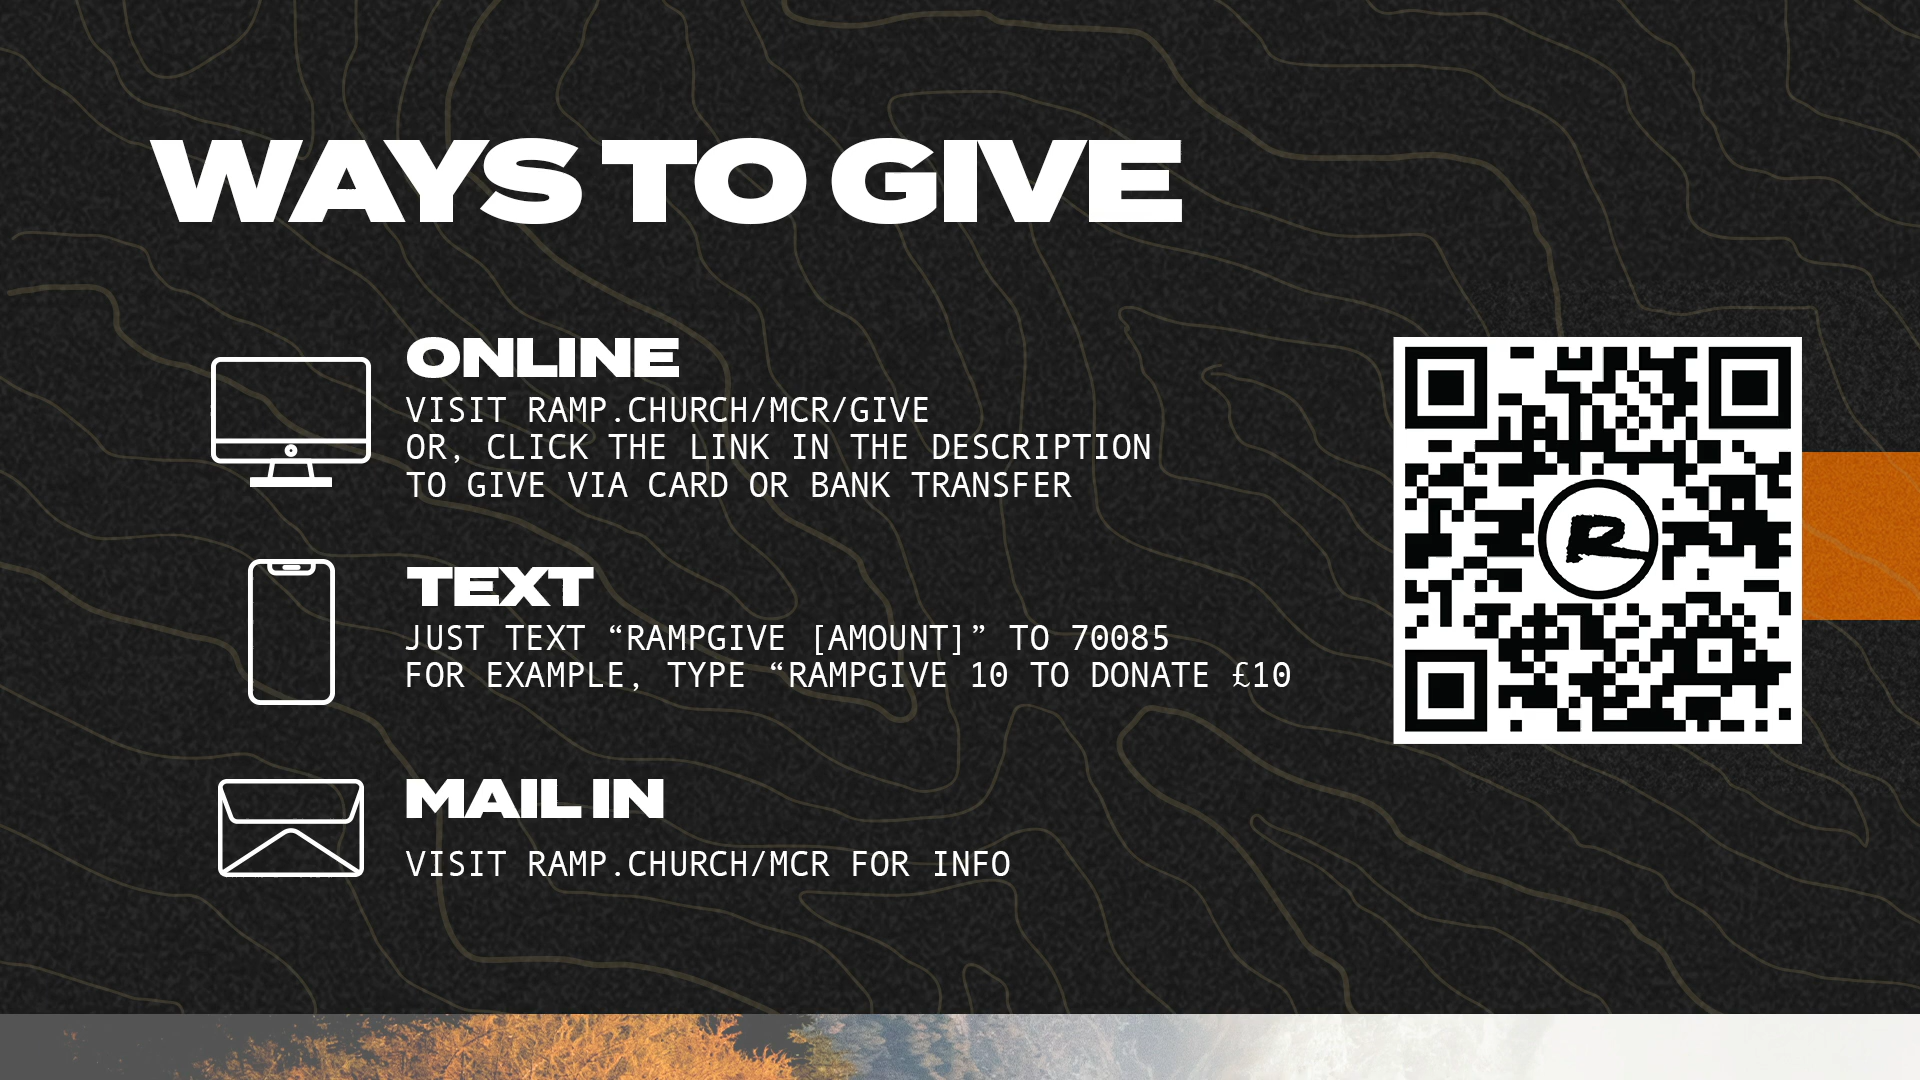 WAYS TO GIVE
ONLINE
VISIT RAMP.CHURCH/MCR/GIVE
OR, CLICK THE LINK IN THE DESCRIPTION
TO GIVE VIA CARD OR BANK TRANSFER
TEXT
JUST TEXT “RAMPGIVE [AMOUNT]” TO 70085
FOR EXAMPLE, TYPE “RAMPGIVE 10 TO DONATE £10
MAIL IN
VISIT RAMP.CHURCH/MCR FOR INFO
R